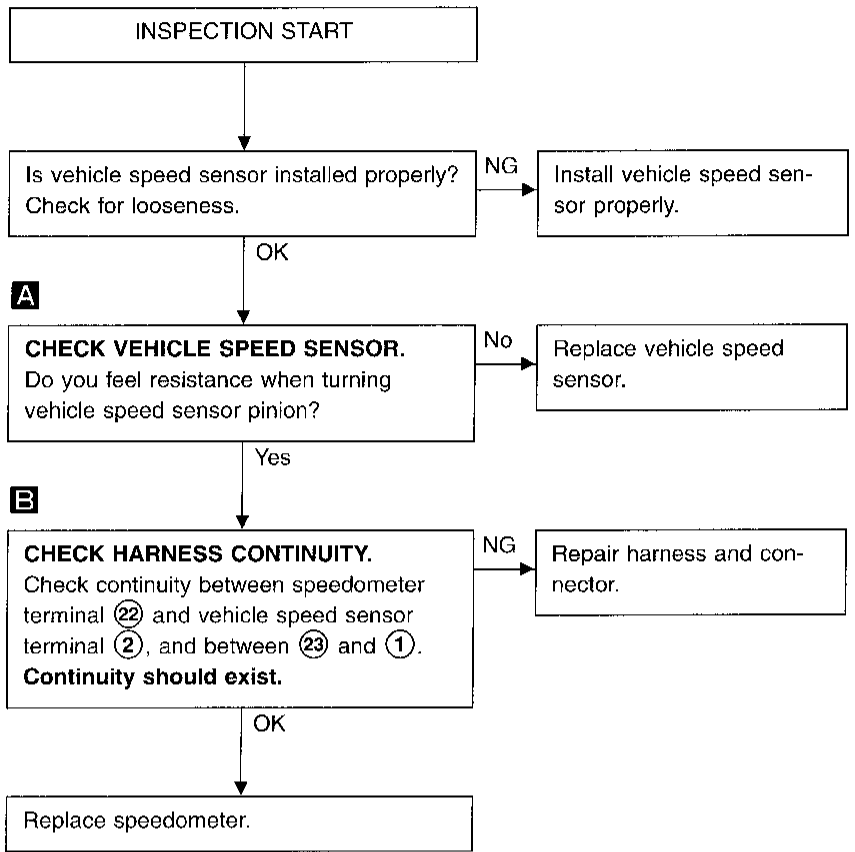 INSPECTION START
Is vehicle speed sensor installed properly?
Check for looseness.
NG
Install vehicle speed sen-
sor properly.
OK
A
CHECK VEHICLE SPEED SENSOR.
Do you feel resistance when turning
vehicle speed sensor pinion?
No
Replace vehicle speed
sensor.
Yes
B
CHECK HARNESS CONTINUITY.
Check continuity between speedometer
terminal 22 and vehicle speed sensor
terminal 2, and between 23 and 1.
Continuity should exist.
NG
Repair harness and con-
nector.
OK
Replace speedometer.